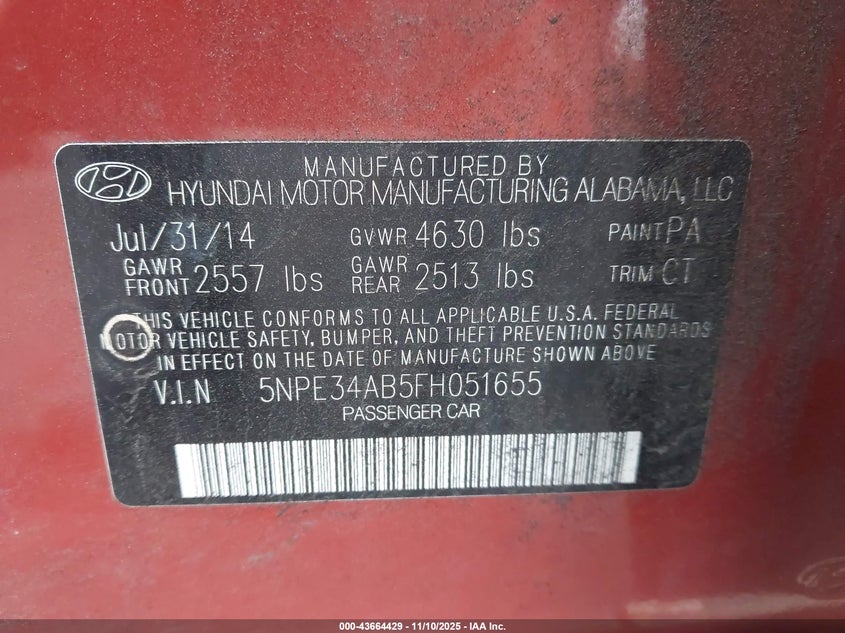 MANUFACTURED BY
HYUNDAI MOTOR MANUFACTURING ALABAMA, LLC
Jul/31/14 GVWR 4630 lbs PAINT PA
GAWR FRONT 2557 lbs GAWR REAR 2513 lbs TRIM CT
THIS VEHICLE CONFORMS TO ALL APPLICABLE U.S.A. FEDERAL
MOTOR VEHICLE SAFETY, BUMPER, AND THEFT PREVENTION STANDARDS
IN EFFECT ON THE DATE OF MANUFACTURE SHOWN ABOVE
V.I.N 5NPE34AB5FH051655
PASSENGER CAR
000-43664429 - 11/10/2025 - IAA Inc.